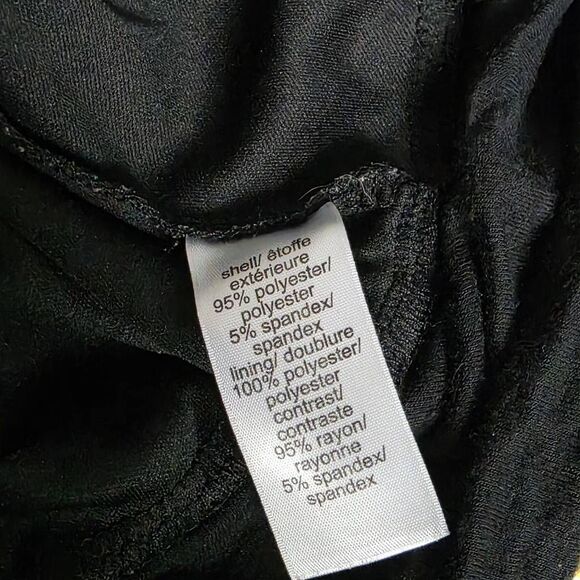 shell/ étoffe
extérieure
95% polyester/
polyester
5% spandex/
spandex
lining/ doublure
100% polyester/
polyester
contrast/
contraste
95% rayon/
rayonne
5% spandex/
spandex